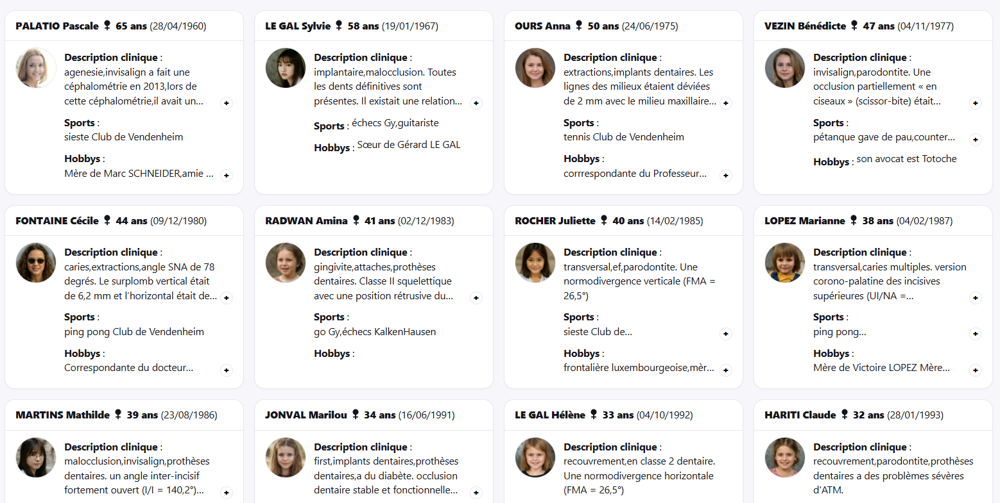 PALATIO Pascale ♀ 65 ans (28/04/1960)
Description clinique :
agenesie,invisalign a fait une
céphalométrie en 2013,lors de
cette céphalométrie,il avait un...
+
Sports :
sieste Club de Vendenheim
Hobbys :
Mère de Marc SCHNEIDER,amie ...
+
LE GAL Sylvie ♀ 58 ans (19/01/1967)
Description clinique :
implantaire,malocclusion. Toutes
les dents définitives sont
présentes. Il existait une relation...
+
Sports : échecs Gy,guitariste
Hobbys : Sœur de Gérard LE GAL
OURS Anna ♀ 50 ans (24/06/1975)
Description clinique :
extractions,implants dentaires. Les
lignes des milieux étaient déviées
de 2 mm avec le milieu maxillaire...
+
Sports :
tennis Club de Vendenheim
Hobbys :
corrrespondante du Professeur...
+
VEZIN Bénédicte ♀ 47 ans (04/11/1977)
Description clinique :
invisalign,parodontite. Une
occlusion partiellement « en
ciseaux » (scissor-bite) était...
+
Sports :
pétanque gave de pau,counter...
+
Hobbys : son avocat est Totoche
FONTAINE Cécile ♀ 44 ans (09/12/1980)
Description clinique :
caries,extractions,angle SNA de 78
degrés. Le surplomb vertical était
de 6,2 mm et l’horizontal était de...
+
Sports :
ping pong Club de Vendenheim
Hobbys :
Correspondante du docteur...
+
RADWAN Amina ♀ 41 ans (02/12/1983)
Description clinique :
gingivite,attaches,prothèses
dentaires. Classe II squelettique
avec une position rétrusive du...
+
Sports :
go Gy,échecs KalkenHausen
Hobbys :
ROCHER Juliette ♀ 40 ans (14/02/1985)
Description clinique :
transversal,ef,parodontite. Une
normodivergence verticale (FMA =
26,5°)
Sports :
sieste Club de...
+
Hobbys :
frontalière luxembourgeoise,mèr...
+
LOPEZ Marianne ♀ 38 ans (04/02/1987)
Description clinique :
transversal,caries multiples. version
corono-palatine des incisives
supérieures (UI/NA =...
+
Sports :
ping pong...
+
Hobbys :
Mère de Victoire LOPEZ Mère...
+
MARTINS Mathilde ♀ 39 ans (23/08/1986)
Description clinique :
malocclusion,invisalign,prothèses
dentaires. un angle inter-incisif
fortement ouvert (I/I = 140,2°)...
+
JONVAL Marilou ♀ 34 ans (16/06/1991)
Description clinique :
first,implants dentaires,prothèses
dentaires,a du diabète. occlusion
dentaire stable et fonctionnelle...
+
LE GAL Hélène ♀ 33 ans (04/10/1992)
Description clinique :
recouvrement,en classe 2 dentaire.
Une normodivergence horizontale
(FMA = 26,5°)
HARITI Claude ♀ 32 ans (28/01/1993)
Description clinique :
recouvrement,parodontite,prothèses
dentaires a des problèmes sévères
d'ATM.